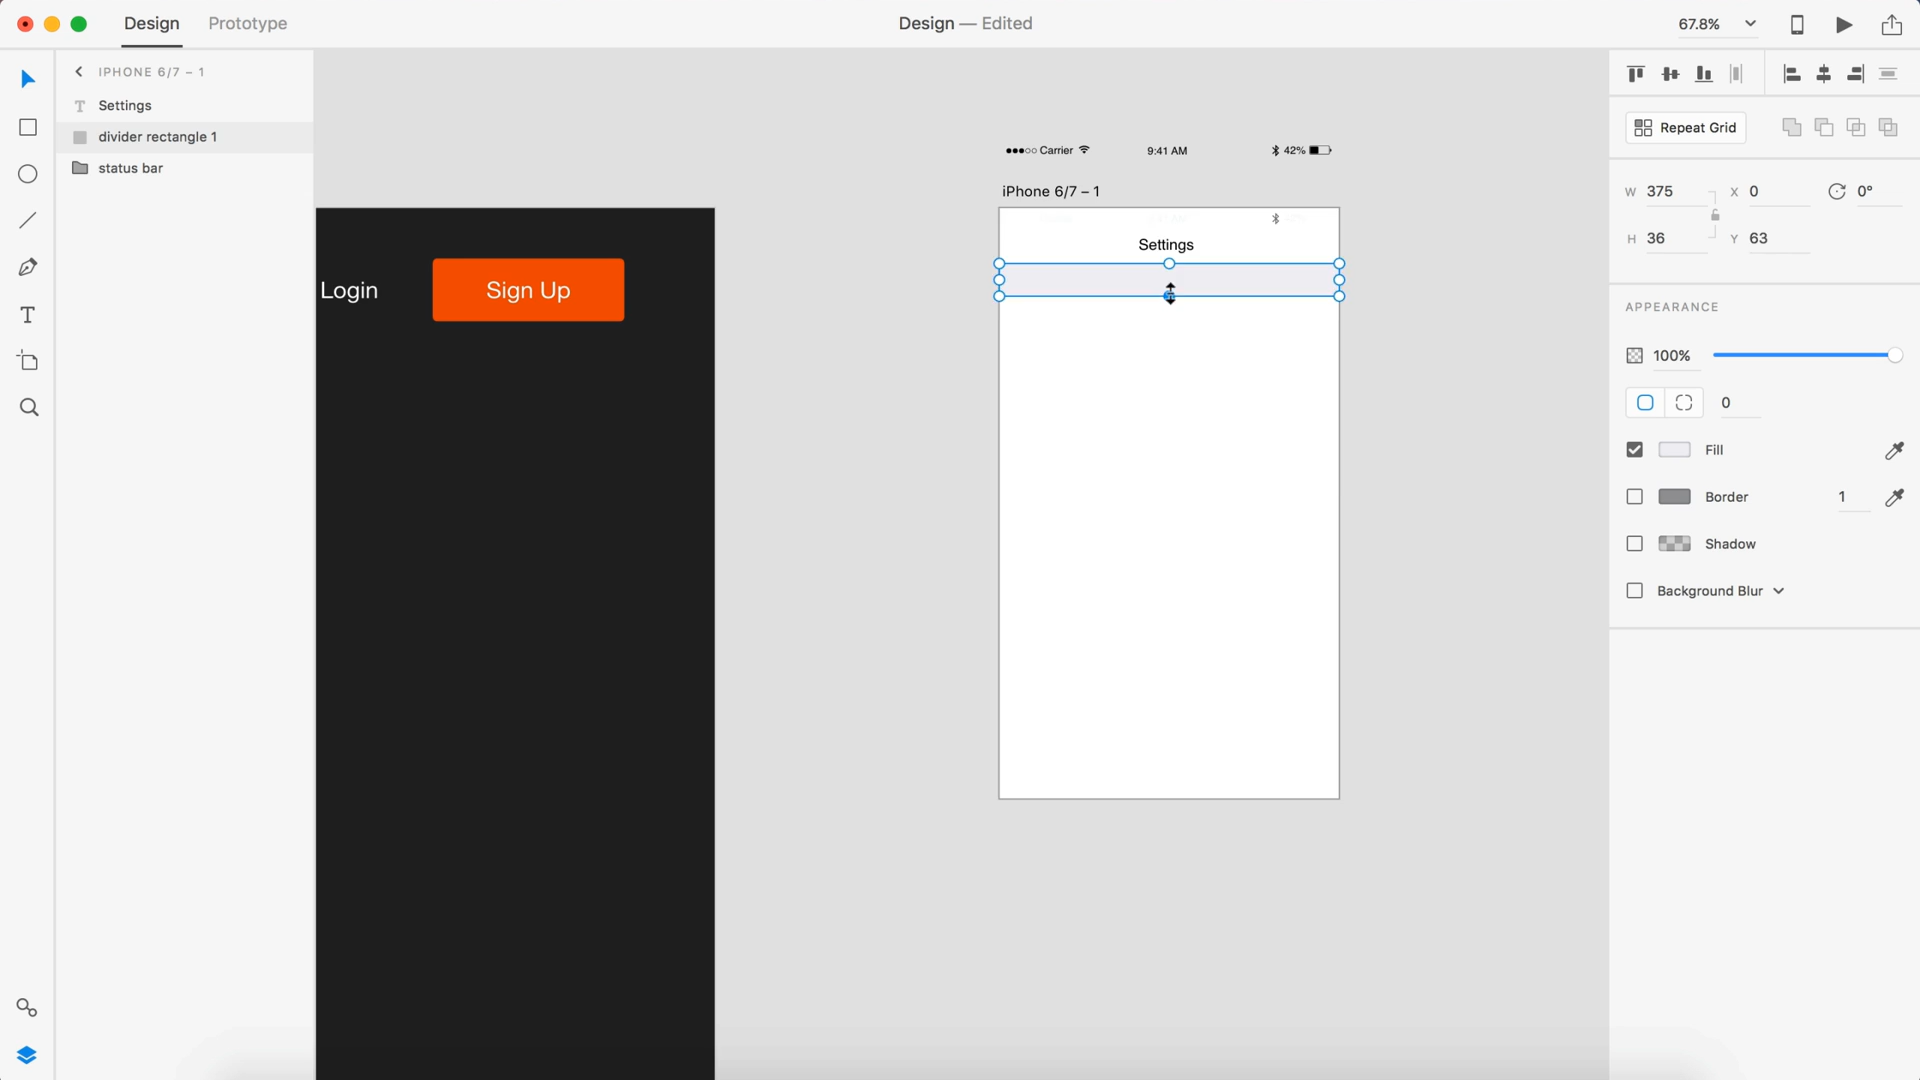 Design
Prototype
Design — Edited
67.8%
IPHONE 6/7 – 1
Settings
divider rectangle 1
status bar
Login
Sign Up
Carrier
9:41 AM
42%
iPhone 6/7 – 1
Settings
Repeat Grid
W 375
X 0
0°
H 36
Y 63
APPEARANCE
100%
0
Fill
Border
1
Shadow
Background Blur